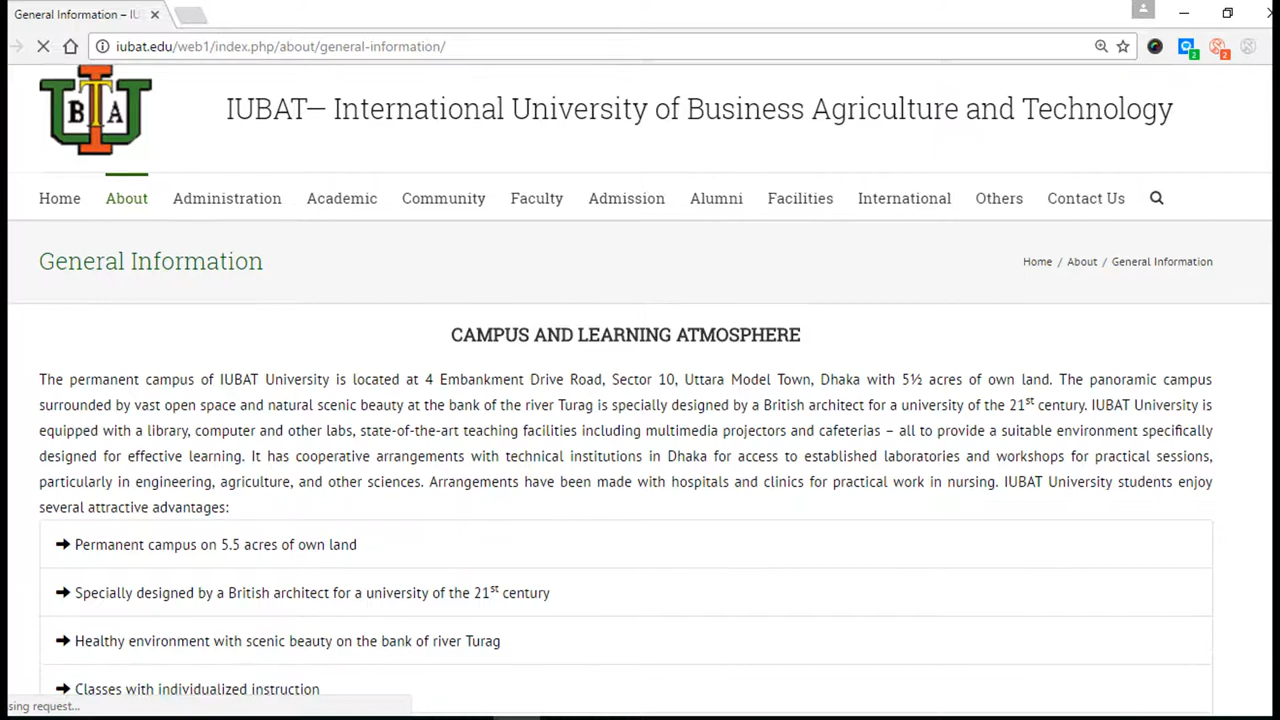 General Information – IU
iubat.edu/web1/index.php/about/general-information/
2
2
B T A
IUBAT— International University of Business Agriculture and Technology
Home About Administration Academic Community Faculty Admission Alumni Facilities International Others Contact Us
General Information
Home / About / General Information
CAMPUS AND LEARNING ATMOSPHERE
The permanent campus of IUBAT University is located at 4 Embankment Drive Road, Sector 10, Uttara Model Town, Dhaka with 5½ acres of own land. The panoramic campus
surrounded by vast open space and natural scenic beauty at the bank of the river Turag is specially designed by a British architect for a university of the 21st century. IUBAT University is
equipped with a library, computer and other labs, state-of-the-art teaching facilities including multimedia projectors and cafeterias – all to provide a suitable environment specifically
designed for effective learning. It has cooperative arrangements with technical institutions in Dhaka for access to established laboratories and workshops for practical sessions,
particularly in engineering, agriculture, and other sciences. Arrangements have been made with hospitals and clinics for practical work in nursing. IUBAT University students enjoy
several attractive advantages:
Permanent campus on 5.5 acres of own land
Specially designed by a British architect for a university of the 21st century
Healthy environment with scenic beauty on the bank of river Turag
Classes with individualized instruction
sing request...